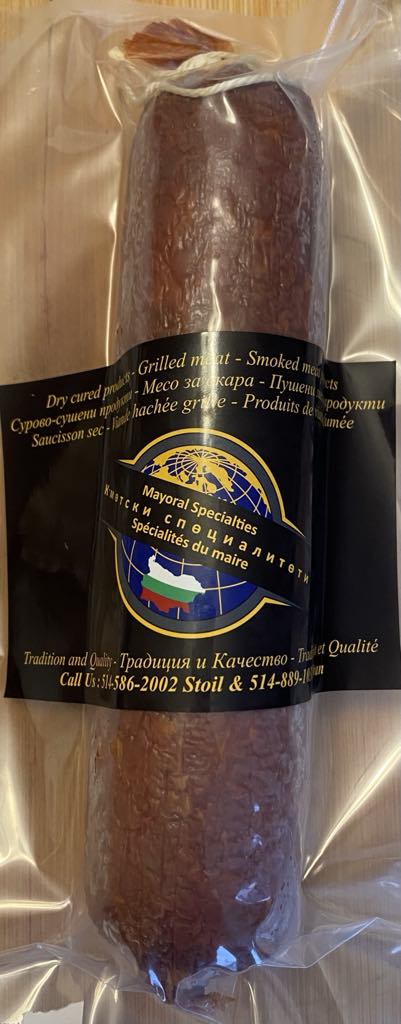 Dry cured products - Grilled meat - Smoked meat
Сурово-сушени продукти - Месо за скара - Пушени продукти
Saucisson sec - Viande hachée grillée - Produits de
Mayoral Specialties
Кметски специалитети
Spécialités du maire
Tradition and Quality - Традиция и Качество - et Qualité
Call Us : 514-586-2002 Stoil & 514-889-